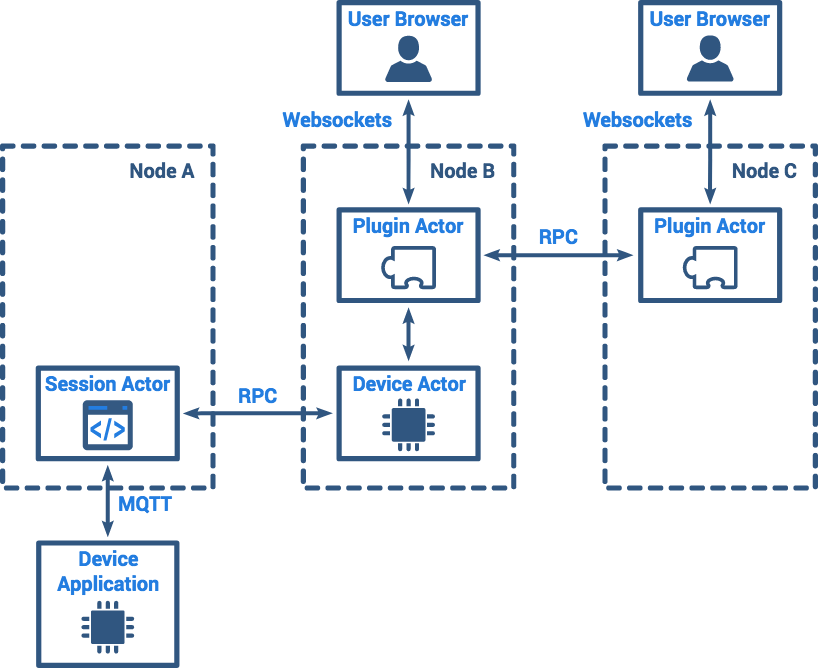 User Browser
User Browser
Websockets
Websockets
Node A
Node B
Node C
Plugin Actor
RPC
Plugin Actor
Session Actor
</>
RPC
Device Actor
MQTT
Device
Application